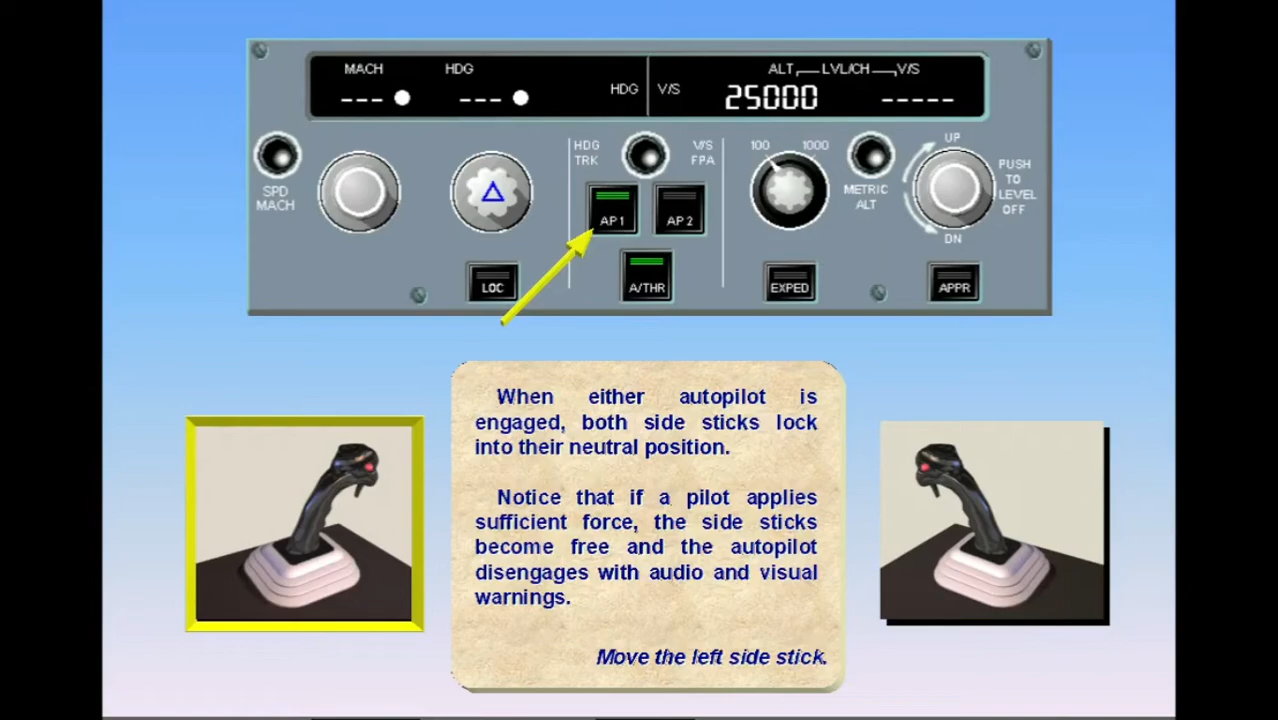 MACH HDG ALT LVL/CH V/S
--- --- HDG V/S 25000 -----
HDG V/S 100 1000 UP
TRK FPA
SPD METRIC PUSH
MACH ALT TO
LEVEL
OFF
AP 1 AP 2
DN
LOC A/THR EXPED APPR
When either autopilot is
engaged, both side sticks lock
into their neutral position.
Notice that if a pilot applies
sufficient force, the side sticks
become free and the autopilot
disengages with audio and visual
warnings.
Move the left side stick.